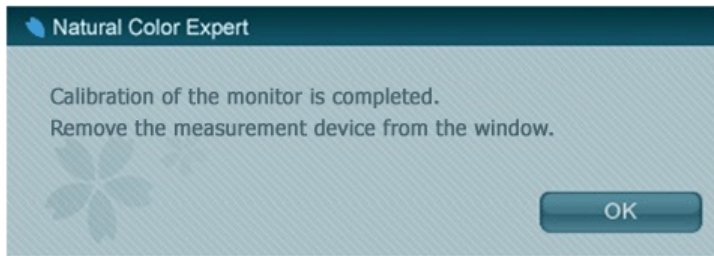 Natural Color Expert
Calibration of the monitor is completed.
Remove the measurement device from the window.
OK